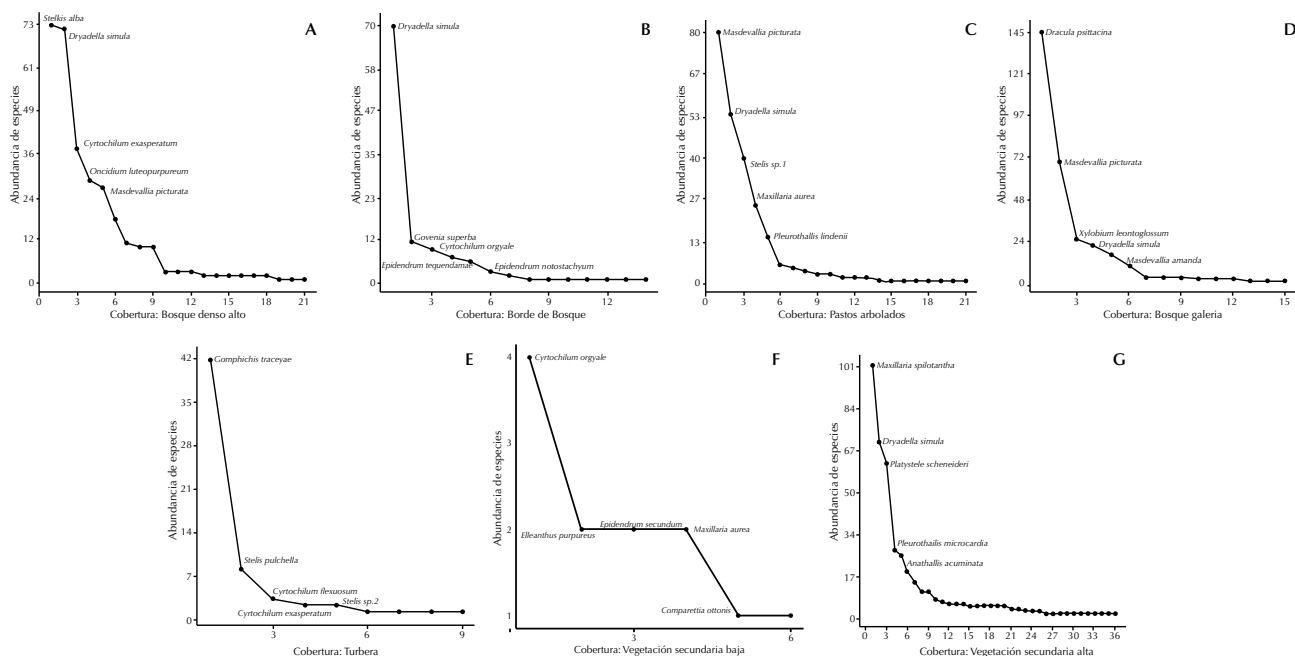 A
Abundancia de especies
73
61
49
36
24
12
0
Stelkis alba
Dryadella simula
Cyrtochilum exasperatum
Oncidium luteopurpureum
Masdevallia picturata
0 3 6 9 12 15 18 21
Cobertura: Bosque denso alto
B
Abundancia de especies
70
58
47
35
23
12
0
Dryadella simula
Govenia superba
Cyrtochilum orgyale
Epidendrum tequendamae
Epidendrum notostachyum
3 6 9 12
Cobertura: Borde de Bosque
C
Abundancia de especies
80
67
53
40
27
13
0
Masdevallia picturata
Dryadella simula
Stelis sp.1
Maxillaria aurea
Pleurothallis lindenii
0 3 6 9 12 15 18 21
Cobertura: Pastos arbolados
D
Abundancia de especies
145
121
97
72
48
24
0
Dracula psittacina
Masdevallia picturata
Xylobium leontoglossum
Dryadella simula
Masdevallia amanda
3 6 9 12 15
Cobertura: Bosque galeria
E
Abundancia de especies
42
35
28
21
14
7
0
Gomphichis traceyae
Stelis pulchella
Cyrtochilum flexuosum
Stelis sp.2
Cyrtochilum exasperatum
3 6 9
Cobertura: Turbera
F
Abundancia de especies
4
3
2
1
Cyrtochilum orgyale
Epidendrum secundum
Elleanthus purpureus
Maxillaria aurea
Comparettia ottonis
3 6
Cobertura: Vegetación secundaria baja
G
Abundancia de especies
101
84
67
50
34
17
0
Maxillaria spilotantha
Dryadella simula
Platystele scheneideri
Pleurothailis microcardia
Anathallis acuminata
0 3 6 9 12 15 18 21 24 27 30 33 36
Cobertura: Vegetación secundaria alta